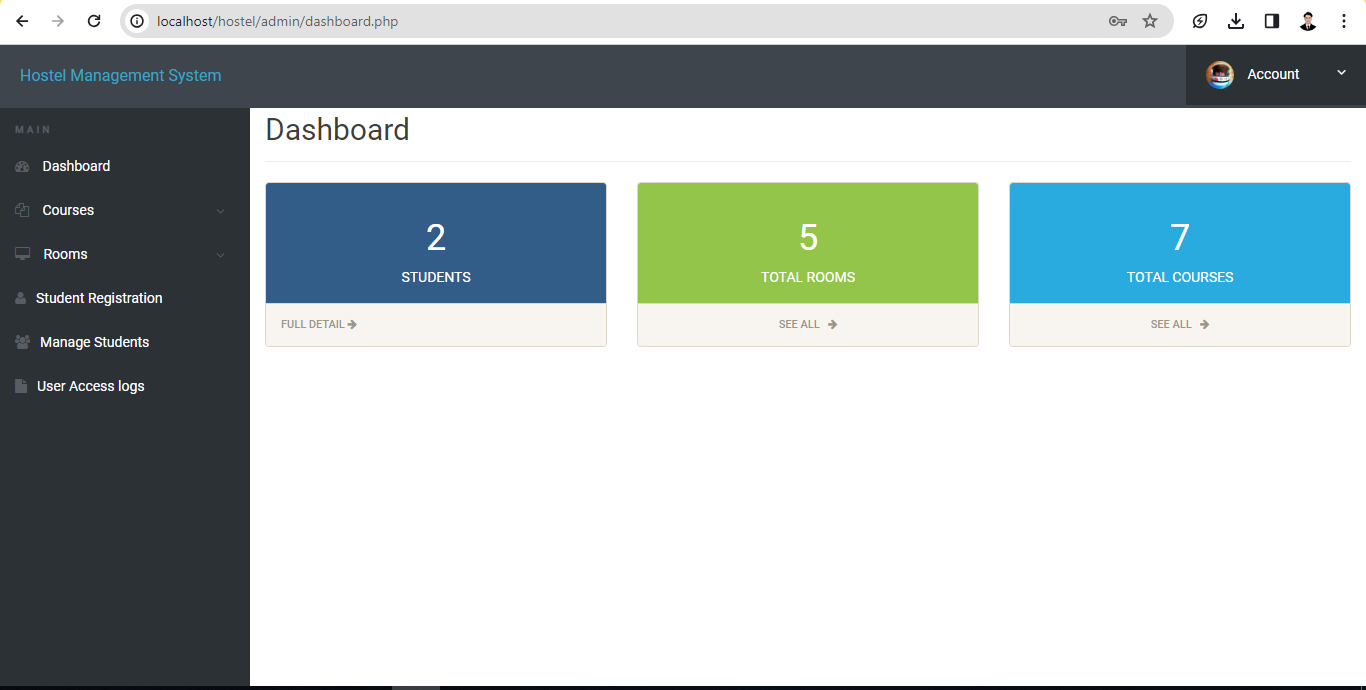 localhost/hostel/admin/dashboard.php
Hostel Management System
Account
MAIN
Dashboard
Courses
Rooms
Student Registration
Manage Students
User Access logs
Dashboard
2
STUDENTS
FULL DETAIL
5
TOTAL ROOMS
SEE ALL
7
TOTAL COURSES
SEE ALL